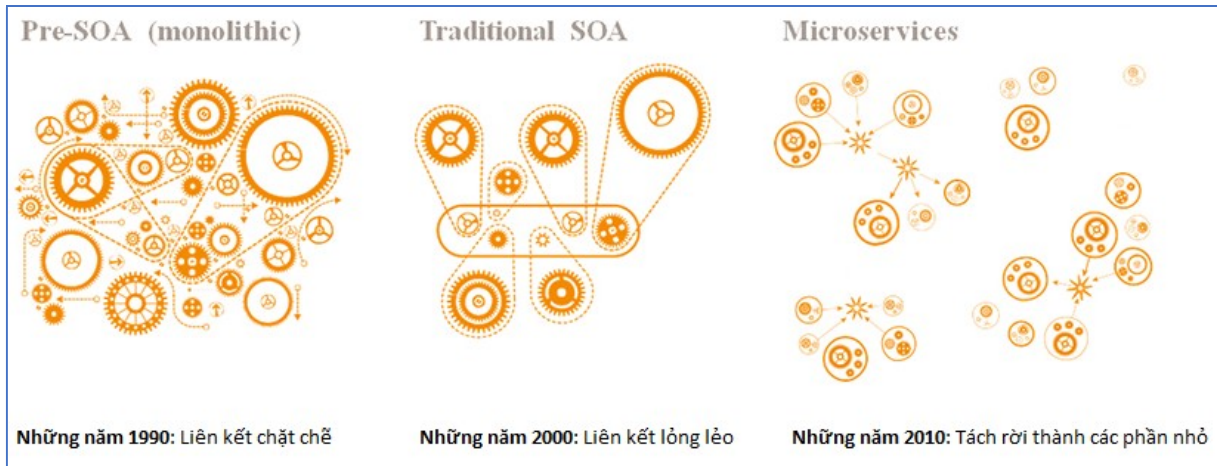 Pre-SOA (monolithic)
Traditional SOA
Microservices
Những năm 1990: Liên kết chặt chẽ
Những năm 2000: Liên kết lỏng lẻo
Những năm 2010: Tách rời thành các phần nhỏ